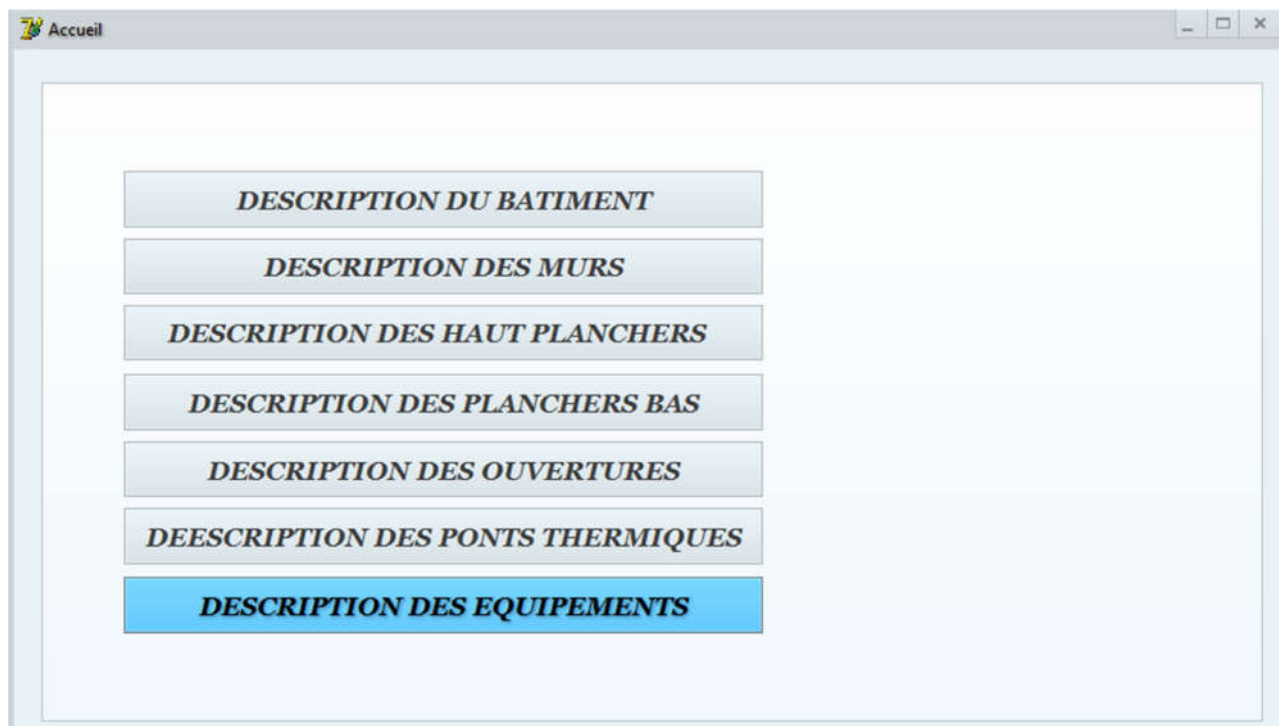 Accueil
DESCRIPTION DU BATIMENT
DESCRIPTION DES MURS
DESCRIPTION DES HAUT PLANCHERS
DESCRIPTION DES PLANCHERS BAS
DESCRIPTION DES OUVERTURES
DEESCRIPTION DES PONTS THERMIQUES
DESCRIPTION DES EQUIPEMENTS